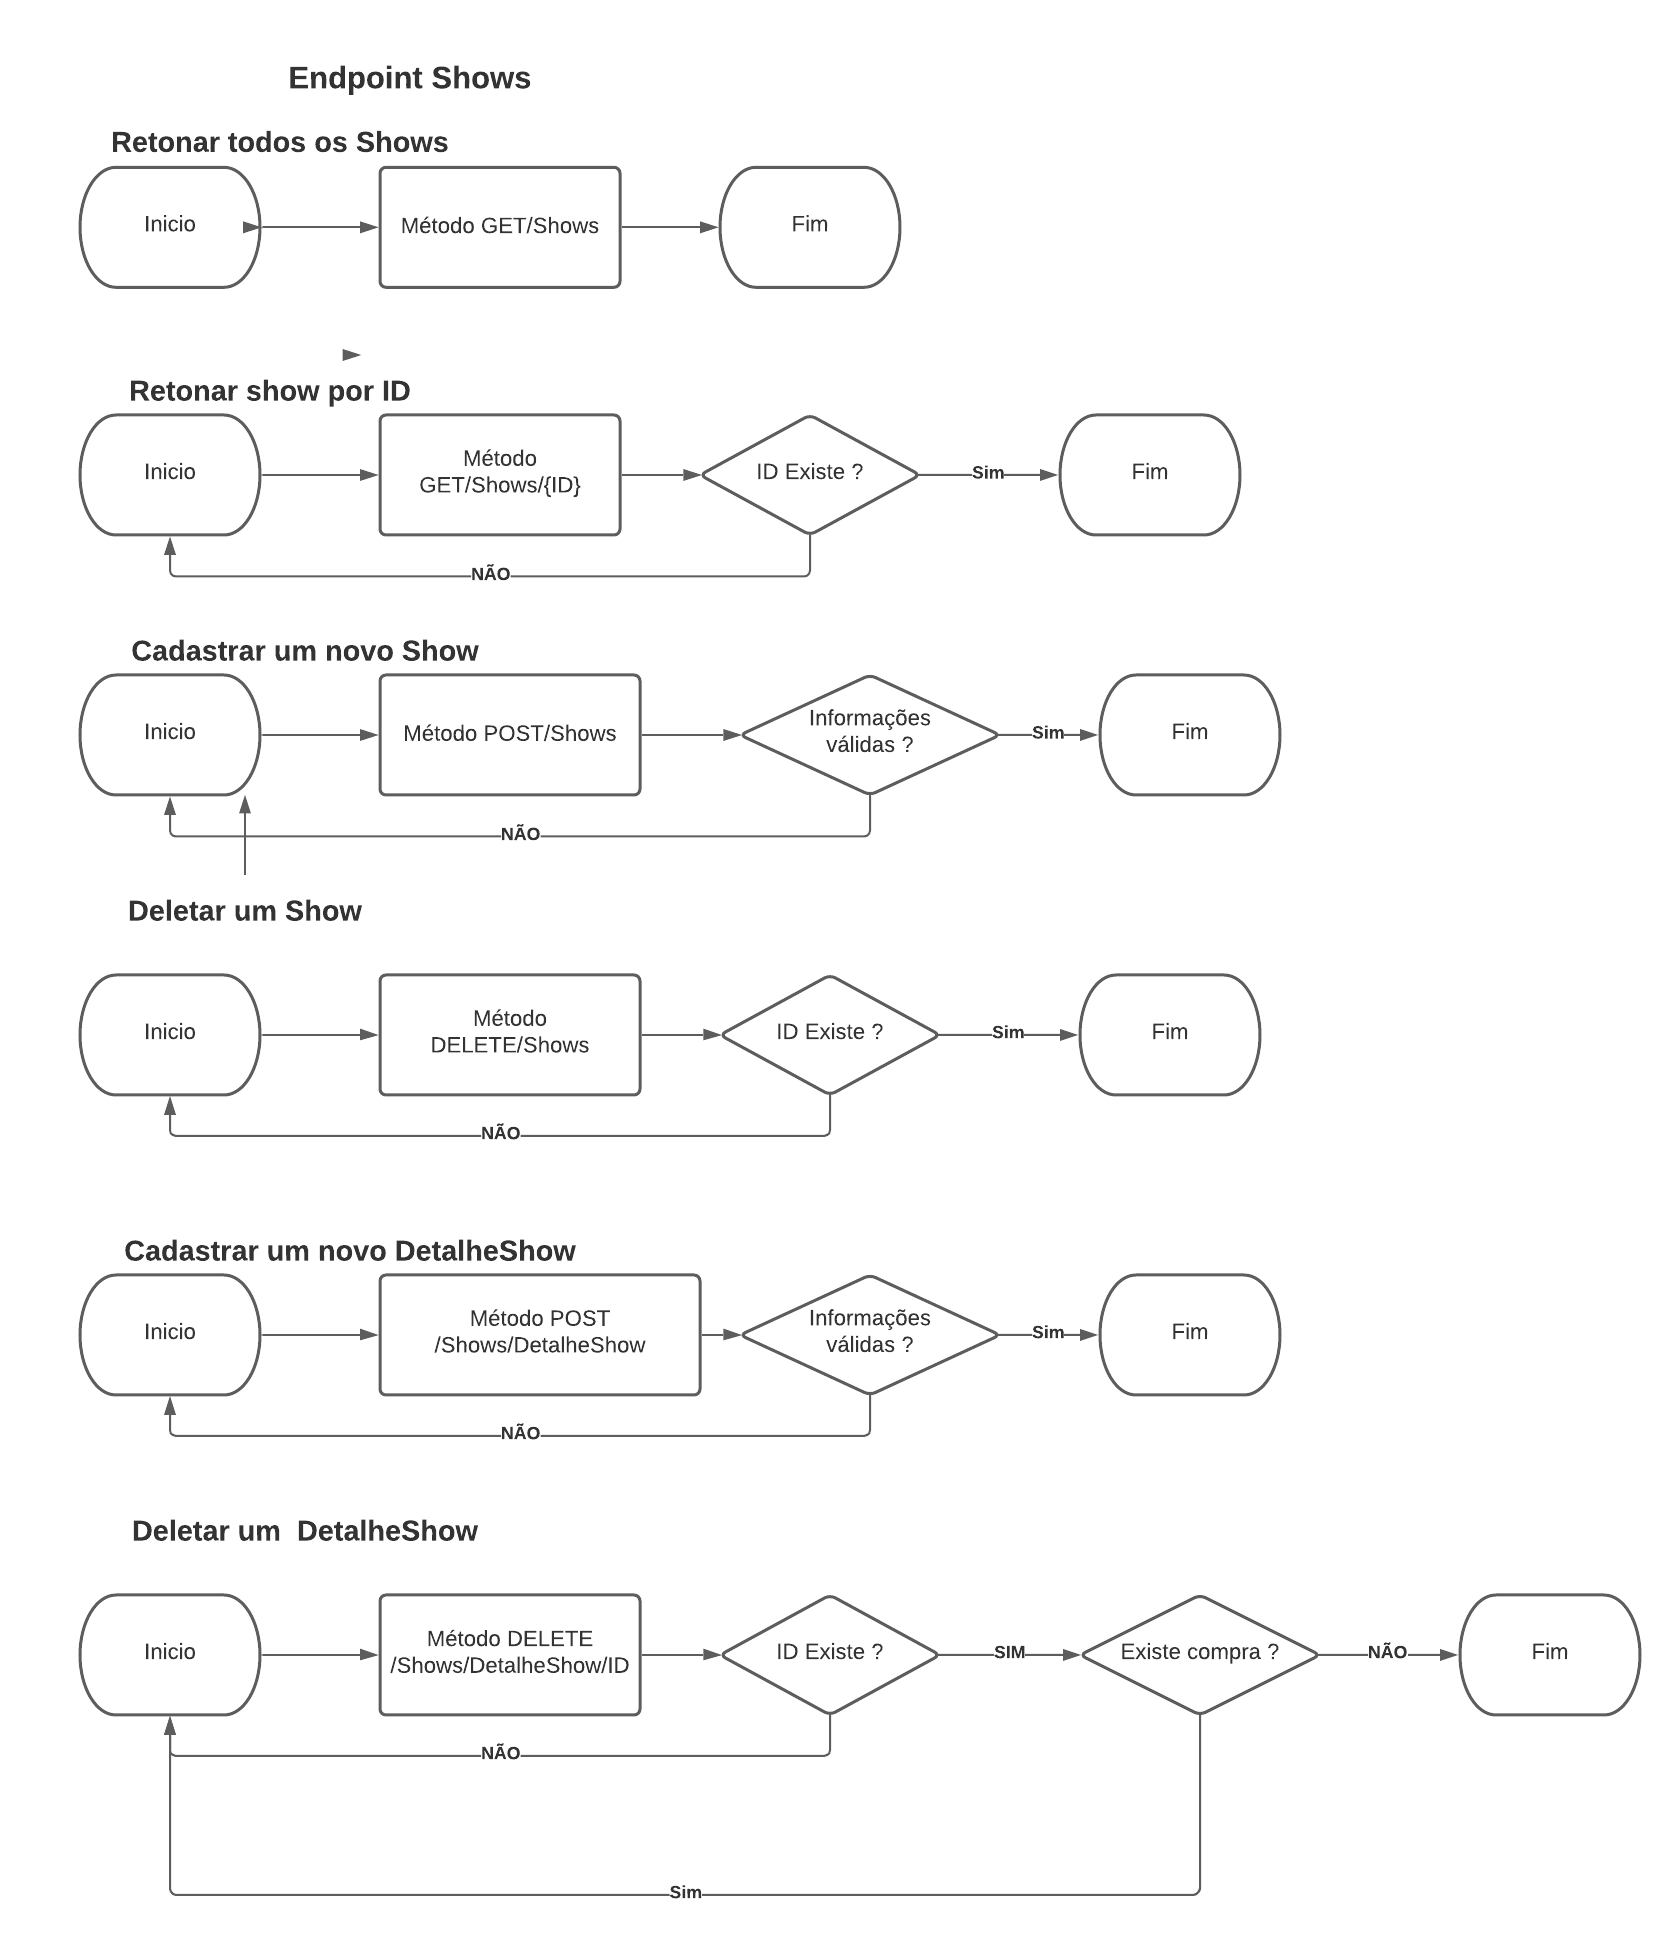 Endpoint Shows
Retonar todos os Shows
Inicio
Método GET/Shows
Fim
Retonar show por ID
Inicio
Método
GET/Shows/{ID}
ID Existe ?
Sim
Fim
NÃO
Cadastrar um novo Show
Inicio
Método POST/Shows
Informações
válidas ?
Sim
Fim
NÃO
Deletar um Show
Inicio
Método
DELETE/Shows
ID Existe ?
Sim
Fim
NÃO
Cadastrar um novo DetalheShow
Inicio
Método POST
/Shows/DetalheShow
Informações
válidas ?
Sim
Fim
NÃO
Deletar um  DetalheShow
Inicio
Método DELETE
/Shows/DetalheShow/ID
ID Existe ?
SIM
Existe compra ?
NÃO
Fim
NÃO
Sim